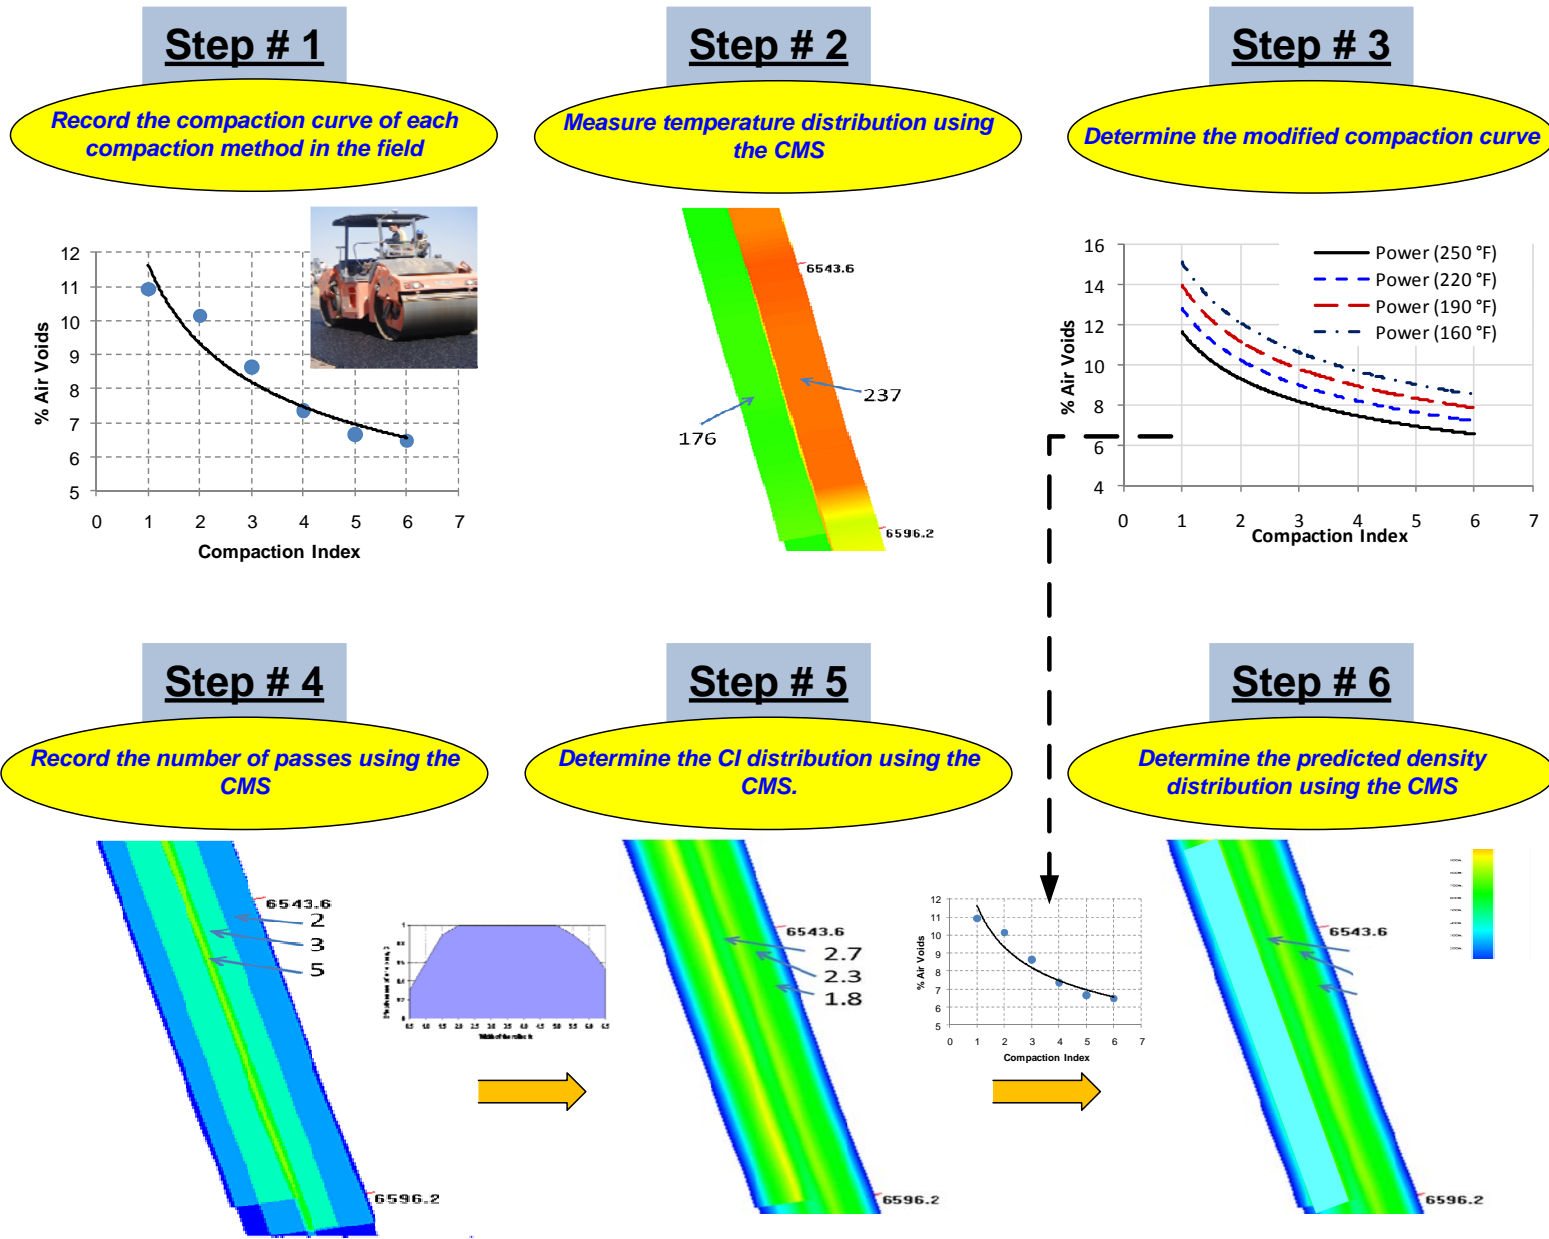 Step # 1
Record the compaction curve of each
compaction method in the field
12
11
10
9
8
7
6
5
% Air Voids
0 1 2 3 4 5 6 7
Compaction Index
Step # 2
Measure temperature distribution using
the CMS
6543.6
237
176
6596.2
Step # 3
Determine the modified compaction curve
16
14
12
10
8
6
4
% Air Voids
Power (250 °F)
Power (220 °F)
Power (190 °F)
Power (160 °F)
0 1 2 3 4 5 6 7
Compaction Index
Step # 4
Record the number of passes using the
CMS
6543.6
2
3
5
6596.2
Width of the roller, ft
Step # 5
Determine the CI distribution using the
CMS.
6543.6
2.7
2.3
1.8
6596.2
12
11
10
9
8
7
6
5
% Air Voids
0 1 2 3 4 5 6 7
Compaction Index
Step # 6
Determine the predicted density
distribution using the CMS
6543.6
6596.2